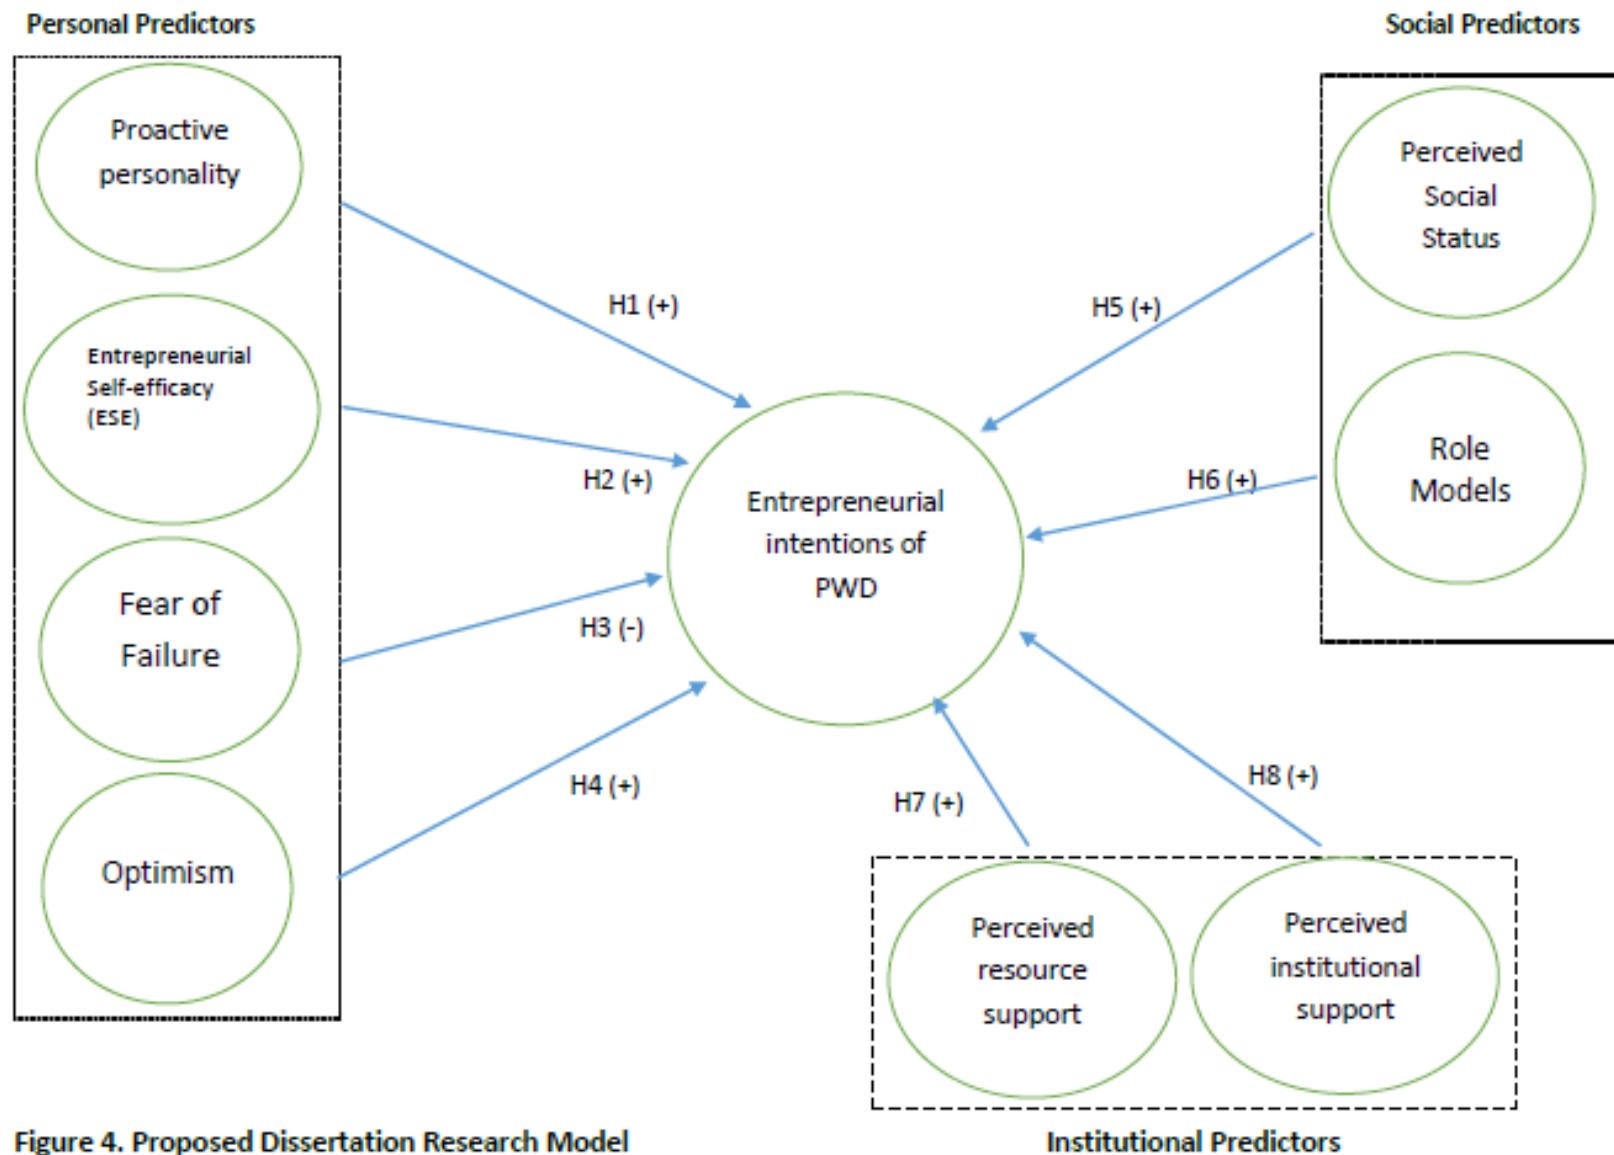 Personal Predictors
Social Predictors
Proactive
personality
Entrepreneurial
Self-efficacy
(ESE)
Fear of
Failure
Optimism
H1 (+)
H2 (+)
H3 (-)
H4 (+)
Entrepreneurial
intentions of
PWD
H5 (+)
H6 (+)
Perceived
Social
Status
Role
Models
H7 (+)
H8 (+)
Perceived
resource
support
Perceived
institutional
support
Figure 4. Proposed Dissertation Research Model
Institutional Predictors